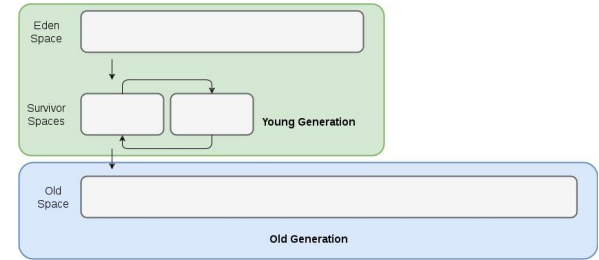 Eden
Space
Survivor
Spaces
Young Generation
Old
Space
Old Generation